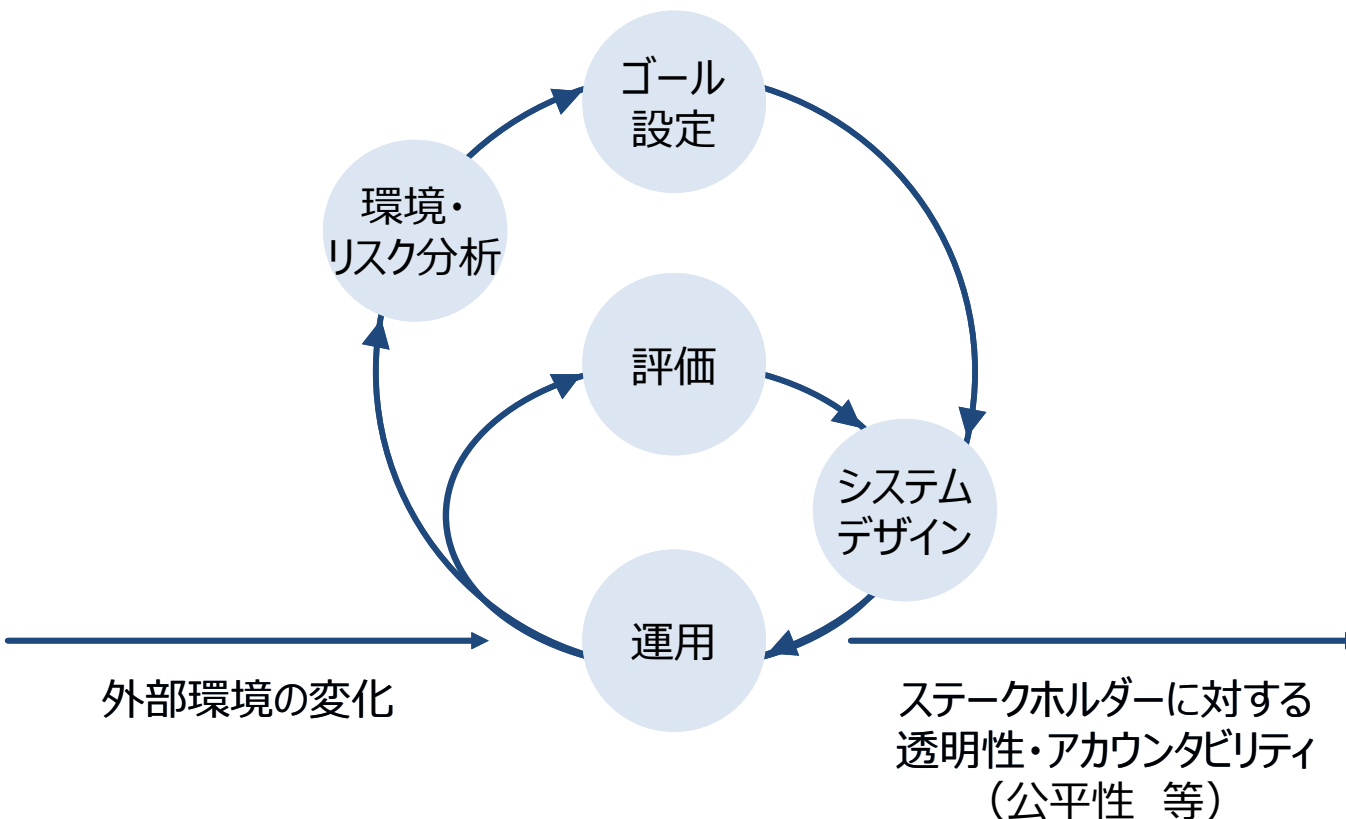 ゴール
設定
環境・
リスク分析
評価
システム
デザイン
運用
外部環境の変化
ステークホルダーに対する
透明性・アカウンタビリティ
（公平性　等）